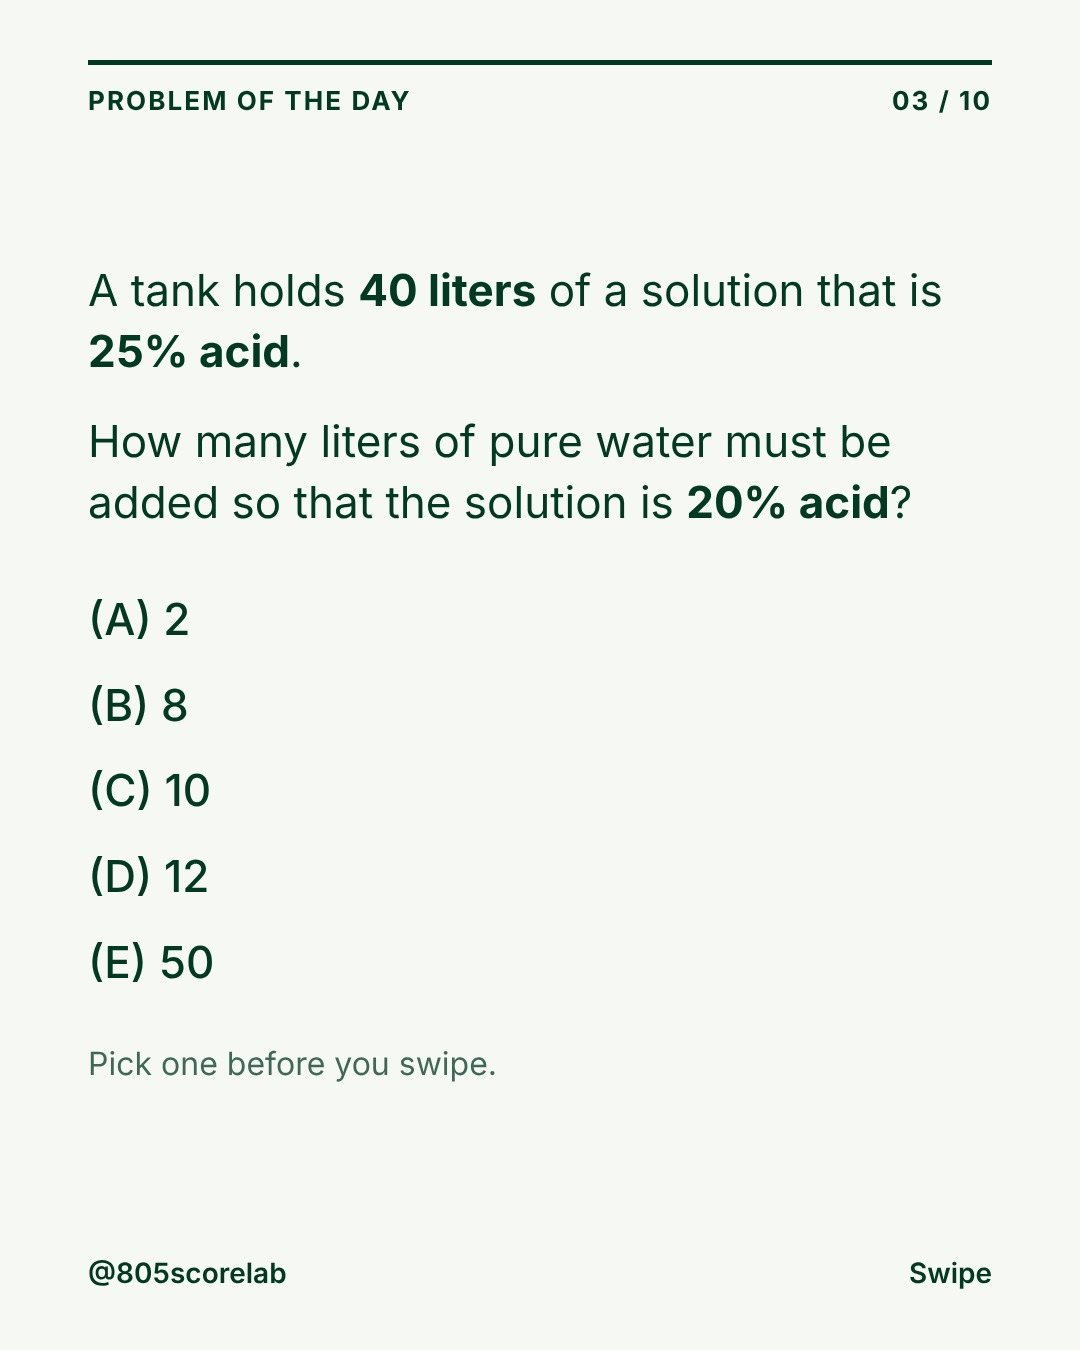 PROBLEM OF THE DAY
03 / 10
A tank holds 40 liters of a solution that is
25% acid.
How many liters of pure water must be
added so that the solution is 20% acid?
(A) 2
(B) 8
(C) 10
(D) 12
(E) 50
Pick one before you swipe.
@805scorelab
Swipe